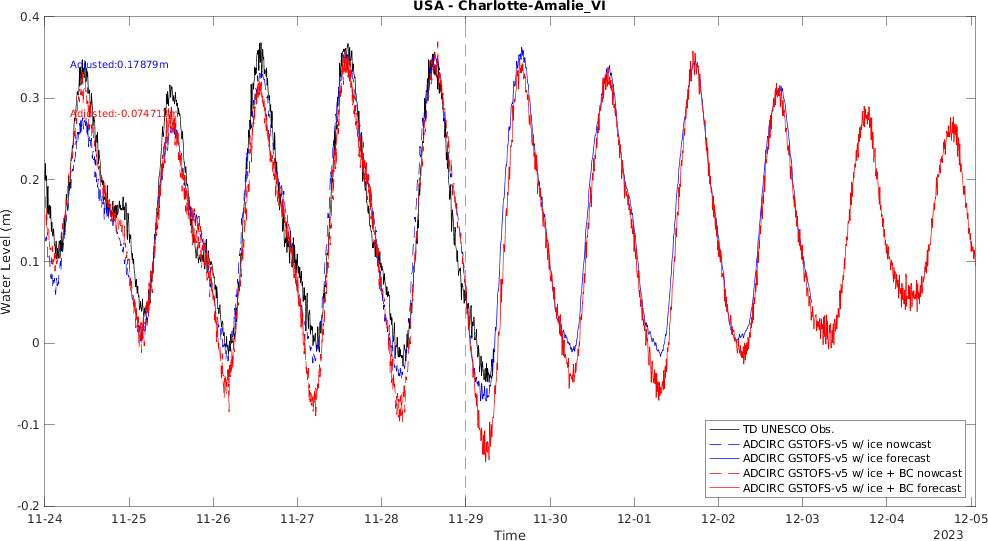 USA - Charlotte-Amalie_VI
0.4
0.3
0.2
0.1
0
-0.1
-0.2
Water Level (m)
Adjusted:0.17879m
TD UNESCO Obs.
ADCIRC GSTOFS-v5 w/ ice nowcast
ADCIRC GSTOFS-v5 w/ ice forecast
ADCIRC GSTOFS-v5 w/ ice + BC nowcast
ADCIRC GSTOFS-v5 w/ ice + BC forecast
11-24 11-25 11-26 11-27 11-28 11-29 11-30 12-01 12-02 12-03 12-04 12-05
Time
2023